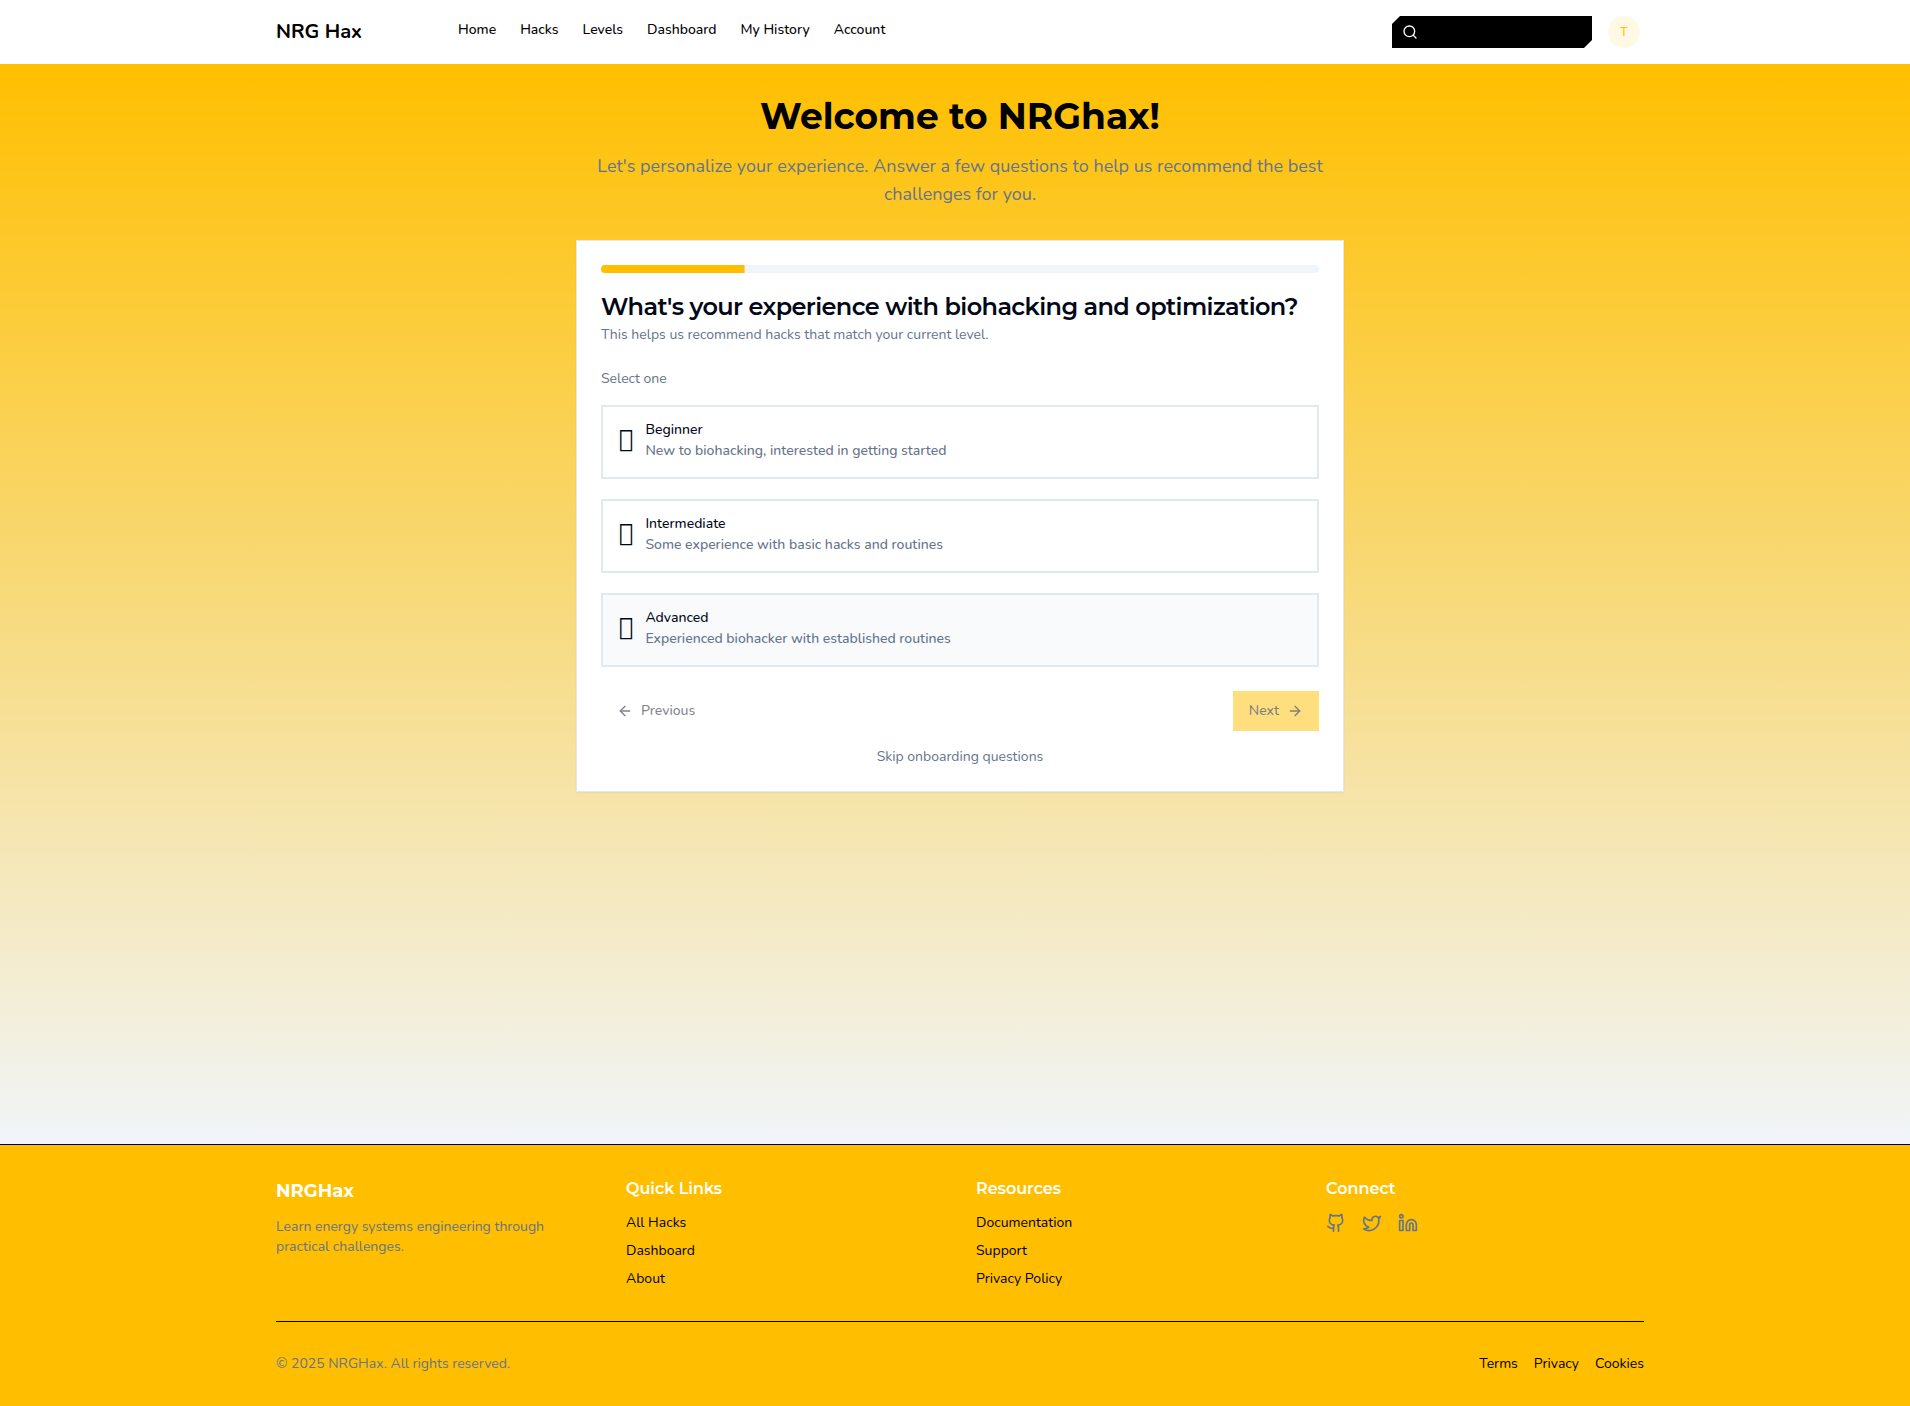 NRG Hax
Home Hacks Levels Dashboard My History Account
T
Welcome to NRGhax!
Let's personalize your experience. Answer a few questions to help us recommend the best
challenges for you.
What's your experience with biohacking and optimization?
This helps us recommend hacks that match your current level.
Select one
Beginner
New to biohacking, interested in getting started
Intermediate
Some experience with basic hacks and routines
Advanced
Experienced biohacker with established routines
Previous
Next
Skip onboarding questions
NRGHax
Learn energy systems engineering through
practical challenges.
Quick Links
All Hacks
Dashboard
About
Resources
Documentation
Support
Privacy Policy
Connect
© 2025 NRGHax. All rights reserved.
Terms Privacy Cookies